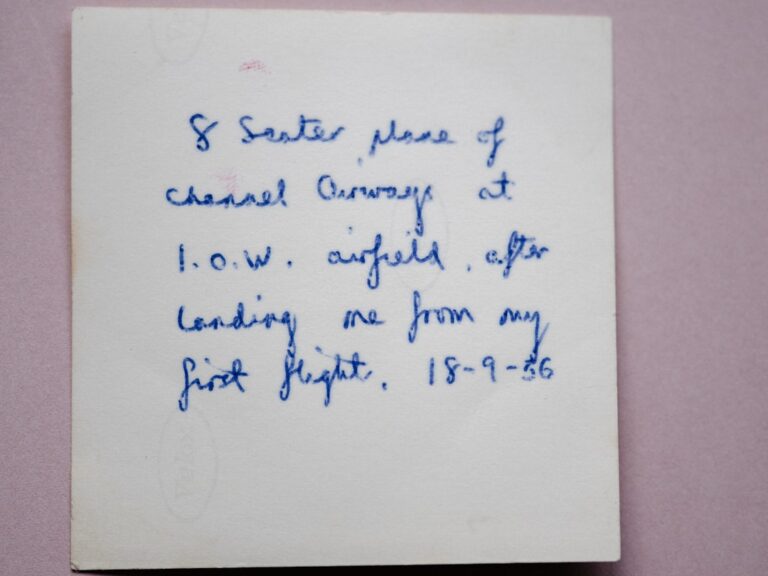 8 Seater plane of
Channel Airways at
I.O.W. airfield, after
landing me from my
first flight. 18-9-56